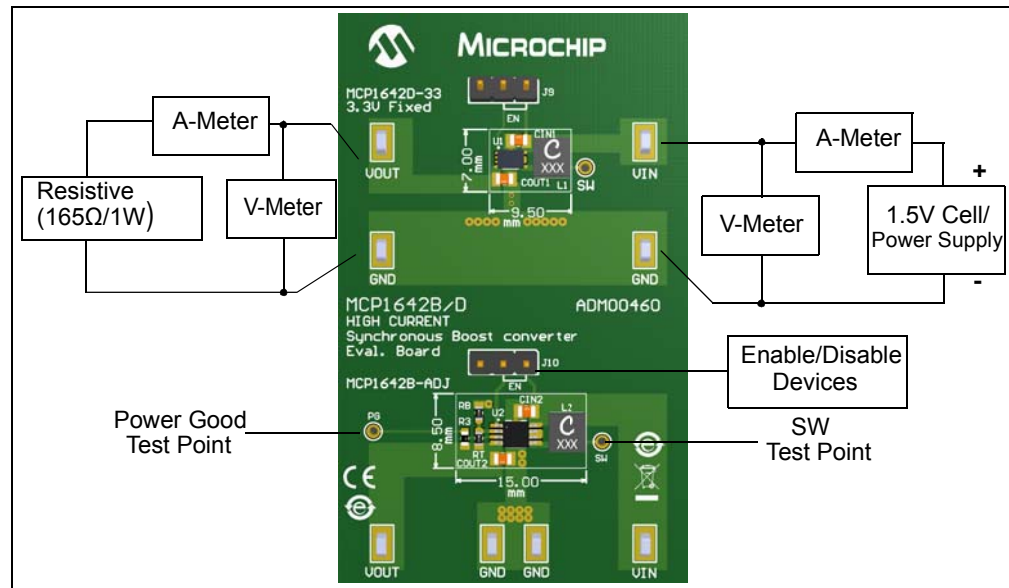 MICROCHIP
MCP1642D-33
3.3V Fixed
J9
EN
A-Meter
A-Meter
VOUT
U1
CIN1
C
XXX
7.00
mm
COUT1
L1
SW
VIN
Resistive
(165Ω/1W)
V-Meter
V-Meter
+
1.5V Cell/
Power Supply
-
9.50
mm
GND
GND
MCP1642B/D
ADM00460
HIGH CURRENT
Synchronous Boost converter
Eval. Board
J10
EN
Enable/Disable
Devices
MCP1642B-ADJ
Power Good
Test Point
PG
8.50
mm
RB
R3
RT
U2
CIN2
COUT2
L2
C
XXX
SW
SW
Test Point
15.00
mm
CE
e
e
VOUT
GND
GND
VIN